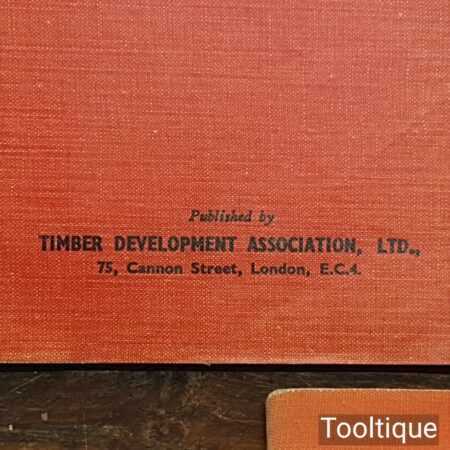 Published by
TIMBER DEVELOPMENT ASSOCIATION, LTD.,
75, Cannon Street, London, E.C.4.
Tooltique